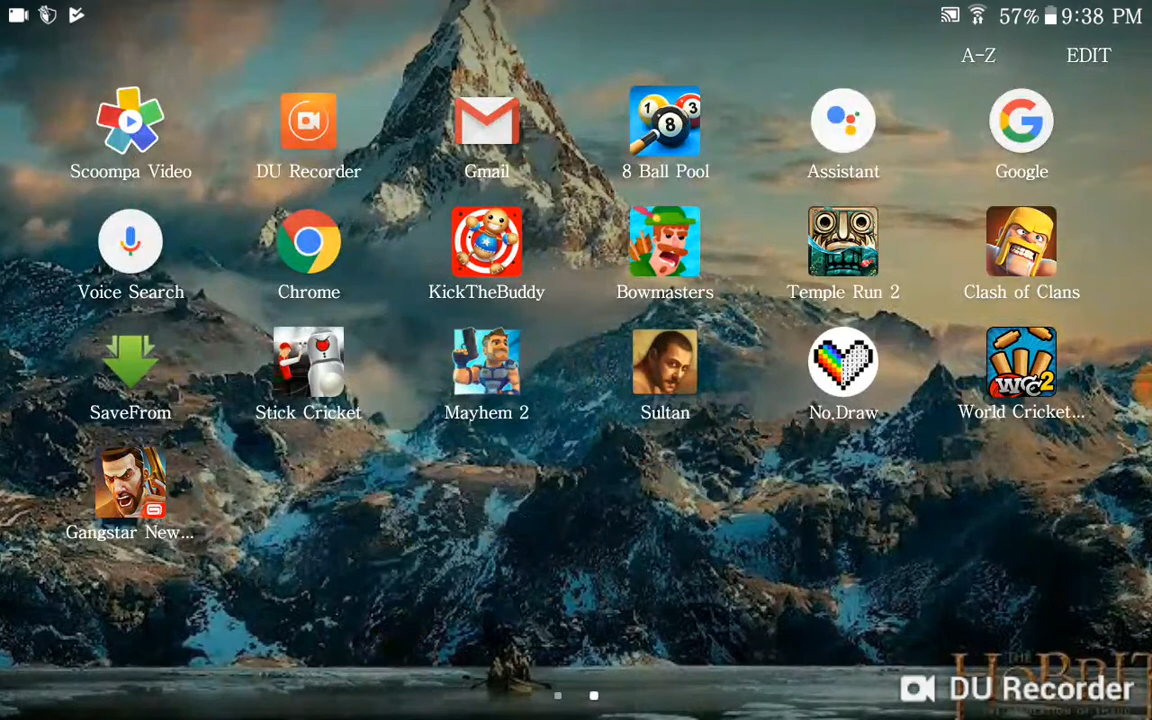 57% 9:38 PM
A-Z EDIT
Scoompa Video DU Recorder Gmail 8 Ball Pool Assistant Google
Voice Search Chrome KickTheBuddy Bowmasters Temple Run 2 Clash of Clans
SaveFrom Stick Cricket Mayhem 2 Sultan No.Draw World Cricket...
Gangstar New...
THE
HOBBIT
DU Recorder